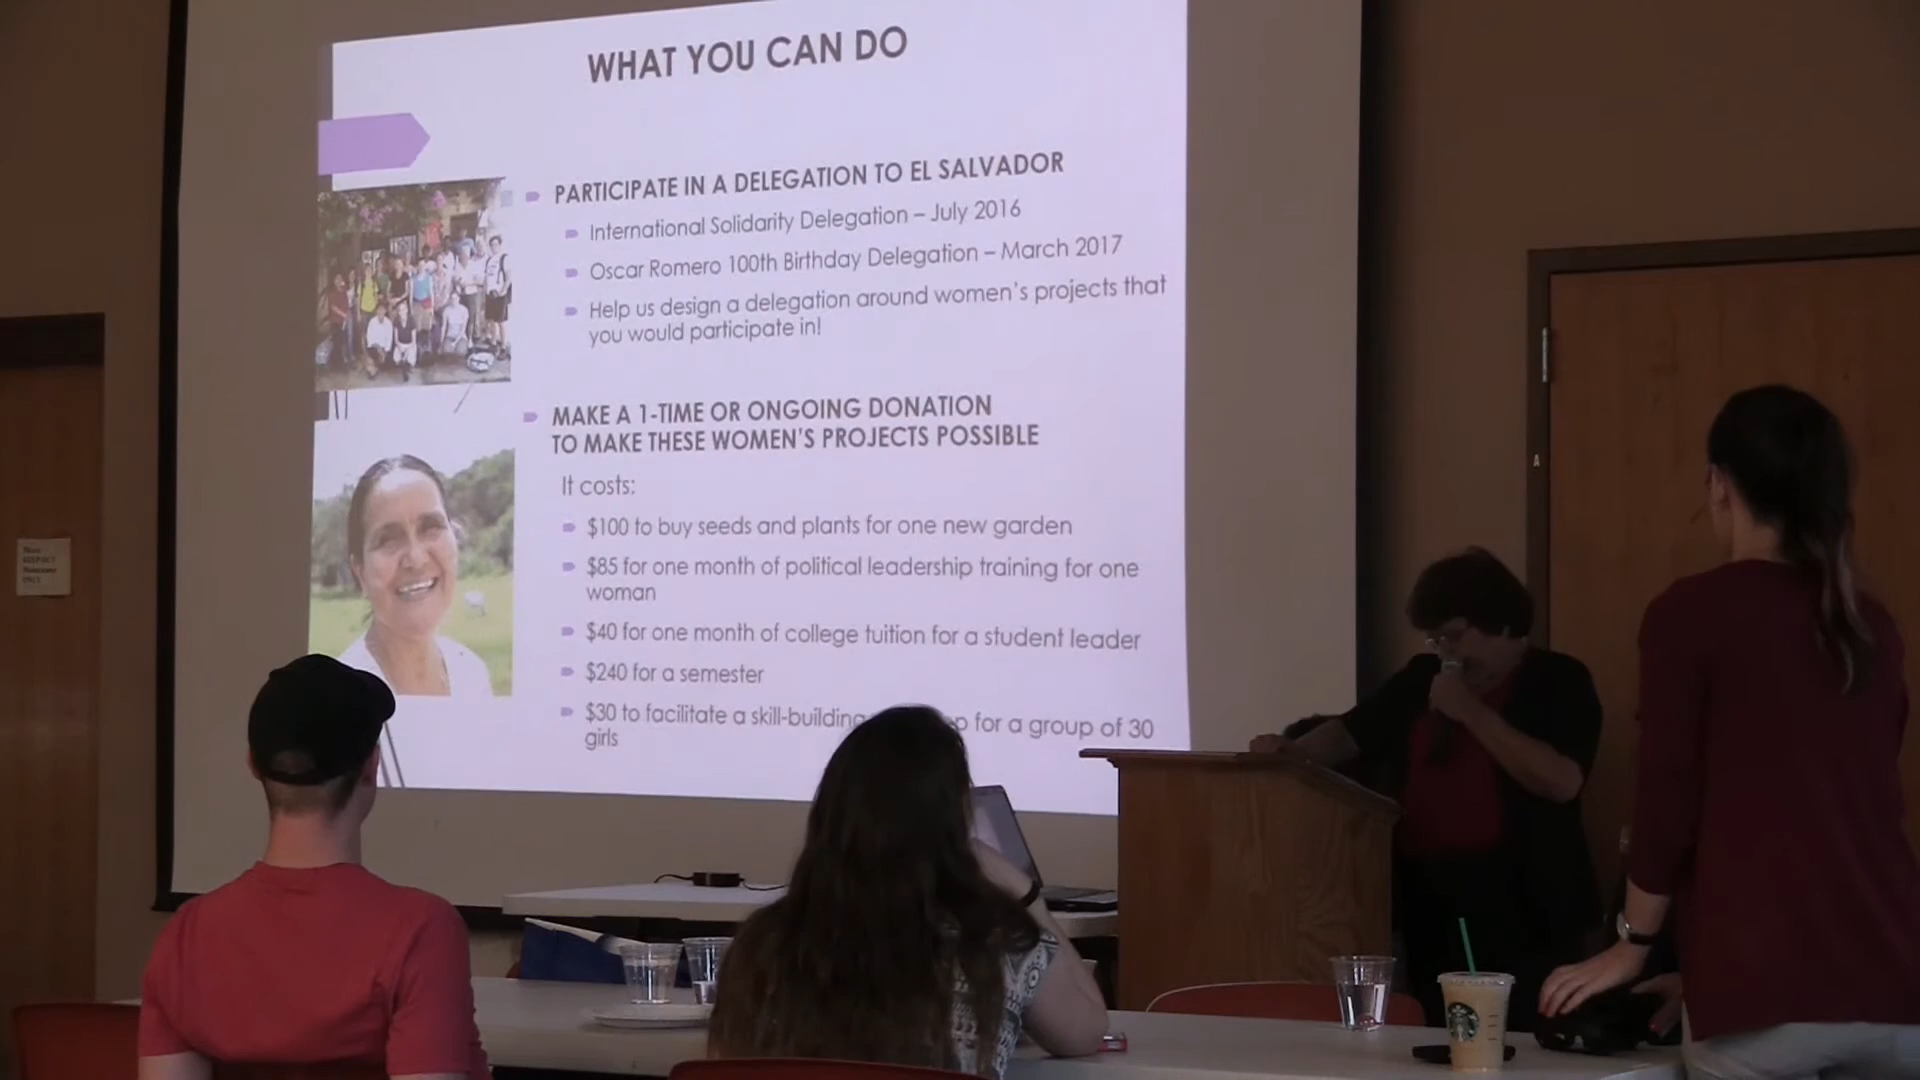 WHAT YOU CAN DO
PARTICIPATE IN A DELEGATION TO EL SALVADOR
International Solidarity Delegation – July 2016
Oscar Romero 100th Birthday Delegation – March 2017
Help us design a delegation around women's projects that
you would participate in!
MAKE A 1-TIME OR ONGOING DONATION
TO MAKE THESE WOMEN'S PROJECTS POSSIBLE
It costs:
$100 to buy seeds and plants for one new garden
$85 for one month of political leadership training for one
woman
$40 for one month of college tuition for a student leader
$240 for a semester
$30 to facilitate a skill-building for a group of 30
girls
A